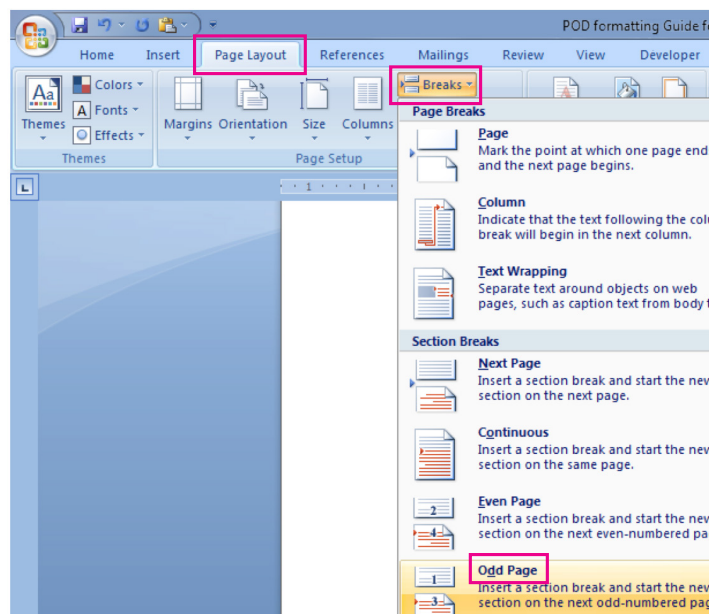 POD formatting Guide f
Home Insert Page Layout References Mailings Review View Developer
Aa Colors
A Fonts
Themes Effects
Themes
Margins Orientation Size Columns
Page Setup
Breaks
Page Breaks
Page
Mark the point at which one page end
and the next page begins.
Column
Indicate that the text following the col
break will begin in the next column.
Text Wrapping
Separate text around objects on web
pages, such as caption text from body
Section Breaks
Next Page
Insert a section break and start the new
section on the next page.
Continuous
Insert a section break and start the new
section on the same page.
Even Page
2
4
Insert a section break and start the new
section on the next even-numbered pa
Odd Page
1
3
Insert a section break and start the new
section on the next odd-numbered pag
L
1